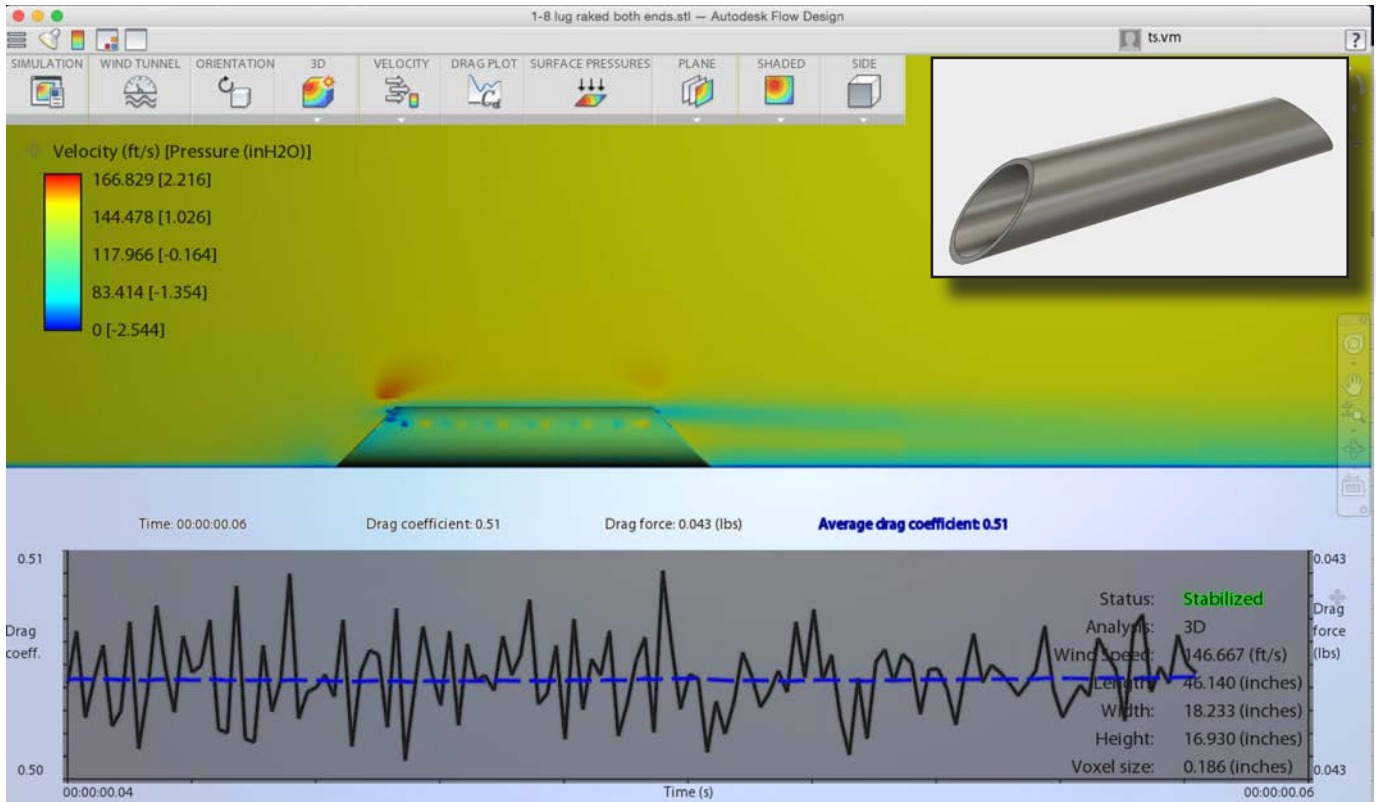 1-8 lug raked both ends.stl — Autodesk Flow Design
ts.vm
?
SIMULATION WIND TUNNEL ORIENTATION 3D VELOCITY DRAG PLOT SURFACE PRESSURES PLANE SHADED SIDE
Cd
Velocity (ft/s) [Pressure (inH2O)]
166.829 [2.216]
144.478 [1.026]
117.966 [-0.164]
83.414 [-1.354]
0 [-2.544]
Time: 00:00:00.06 Drag coefficient: 0.51 Drag force: 0.043 (lbs) Average drag coefficient: 0.51
0.51
Drag
coeff.
0.50
00:00:00.04 Time (s) 00:00:00.06
Status: Stabilized
Analysis: 3D
Wind Speed: 146.667 (ft/s)
Length: 46.140 (inches)
Width: 18.233 (inches)
Height: 16.930 (inches)
Voxel size: 0.186 (inches)
0.043
Drag
force
(lbs)
0.043